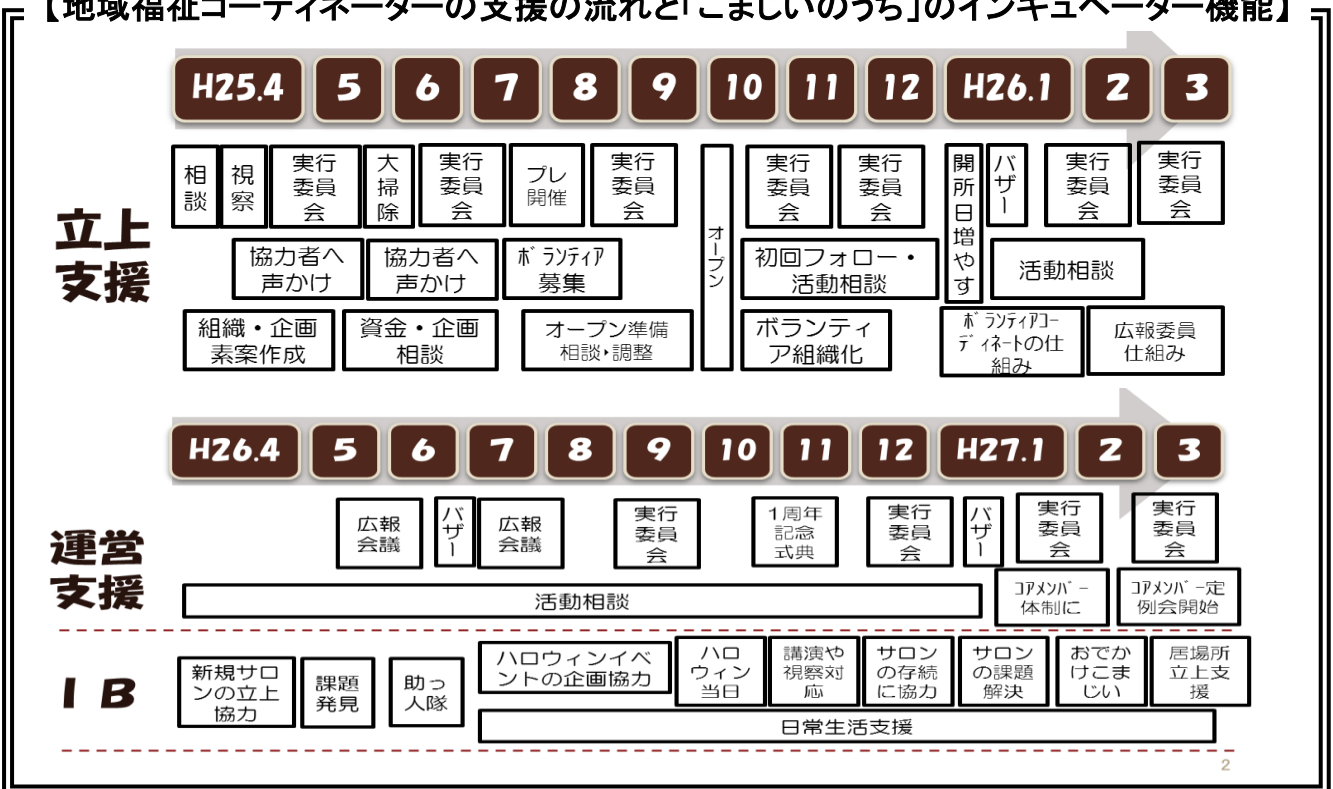 【地域福祉コーディネーターの支援の流れと「こまじいのうち」のインキュベーター機能】
H25.4 5 6 7 8 9 10 11 12 H26.1 2 3
立上
支援
相
談
視
察
実行
委員
会
大
掃
除
実行
委員
会
プレ
開催
実行
委員
会
オープン
実行
委員
会
実行
委員
会
開所日増やす
バザー
実行
委員
会
実行
委員
会
協力者へ
声かけ
協力者へ
声かけ
ボランティア
募集
初回フォロー・
活動相談
活動相談
組織・企画
素案作成
資金・企画
相談
オープン準備
相談・調整
ボランティ
ア組織化
ボランティアコー
ディネートの仕
組み
広報委員
仕組み
H26.4 5 6 7 8 9 10 11 12 H27.1 2 3
運営
支援
広報
会議
バザー
広報
会議
実行
委員
会
1周年
記念
式典
実行
委員
会
バザー
実行
委員
会
実行
委員
会
活動相談
コアメンバー
体制に
コアメンバー定
例会開始
IB
新規サロ
ンの立上
協力
課題
発見
助っ
人隊
ハロウィンイベ
ントの企画協力
ハロ
ウィン
当日
講演や
視察対
応
サロン
の存続
に協力
サロン
の課題
解決
おでか
けこま
じい
居場所
立上支
援
日常生活支援
2